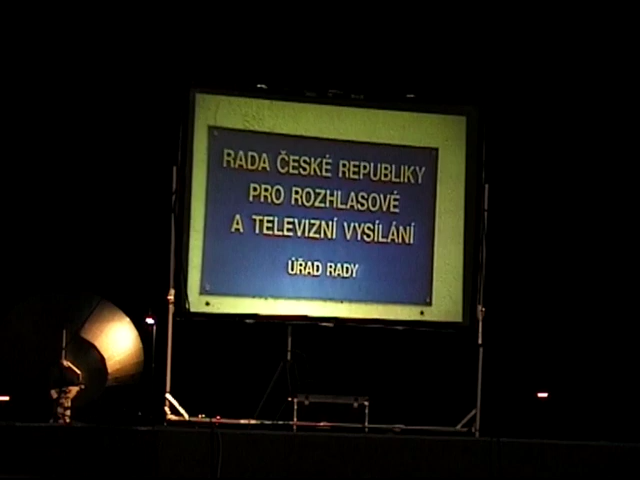 RADA ČESKÉ REPUBLIKY
PRO ROZHLASOVÉ
A TELEVIZNÍ VYSÍLÁNÍ
ÚŘAD RADY